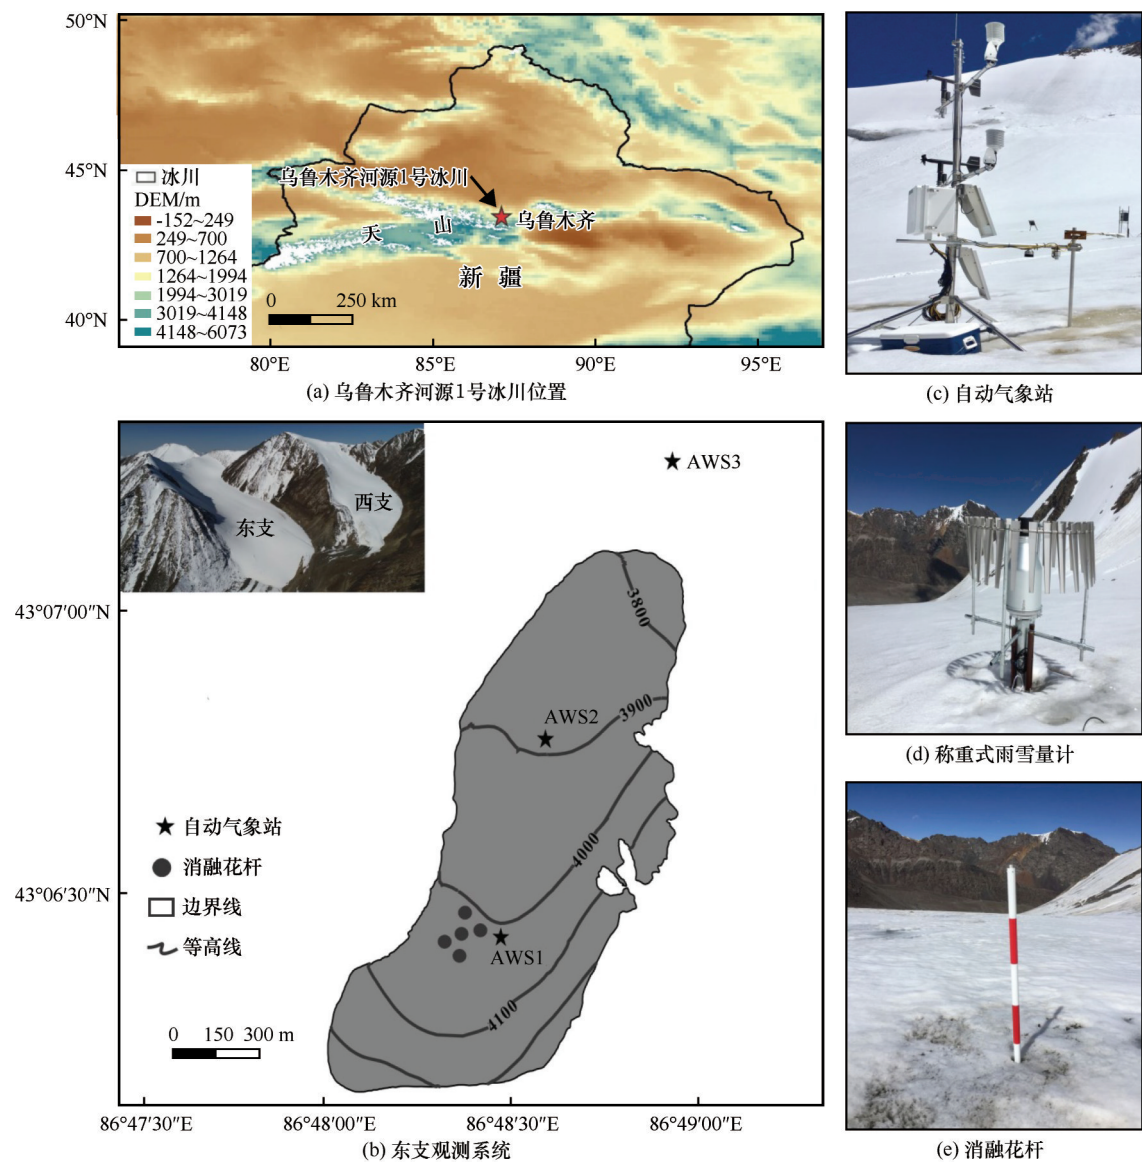 50°N
45°N
40°N
乌鲁木齐河源1号冰川
冰川
DEM/m
-152~249
249~700
700~1264
1264~1994
1994~3019
3019~4148
4148~6073
天 山
乌鲁木齐
新 疆
0 250 km
80°E 85°E 90°E 95°E
(a) 乌鲁木齐河源1号冰川位置
(c) 自动气象站
东支
西支
AWS3
43°07′00″N
43°06′30″N
3800
3900
AWS2
4000
AWS1
4100
自动气象站
消融花杆
边界线
等高线
0 150 300 m
86°47′30″E 86°48′00″E 86°48′30″E 86°49′00″E
(b) 东支观测系统
(d) 称重式雨雪量计
(e) 消融花杆